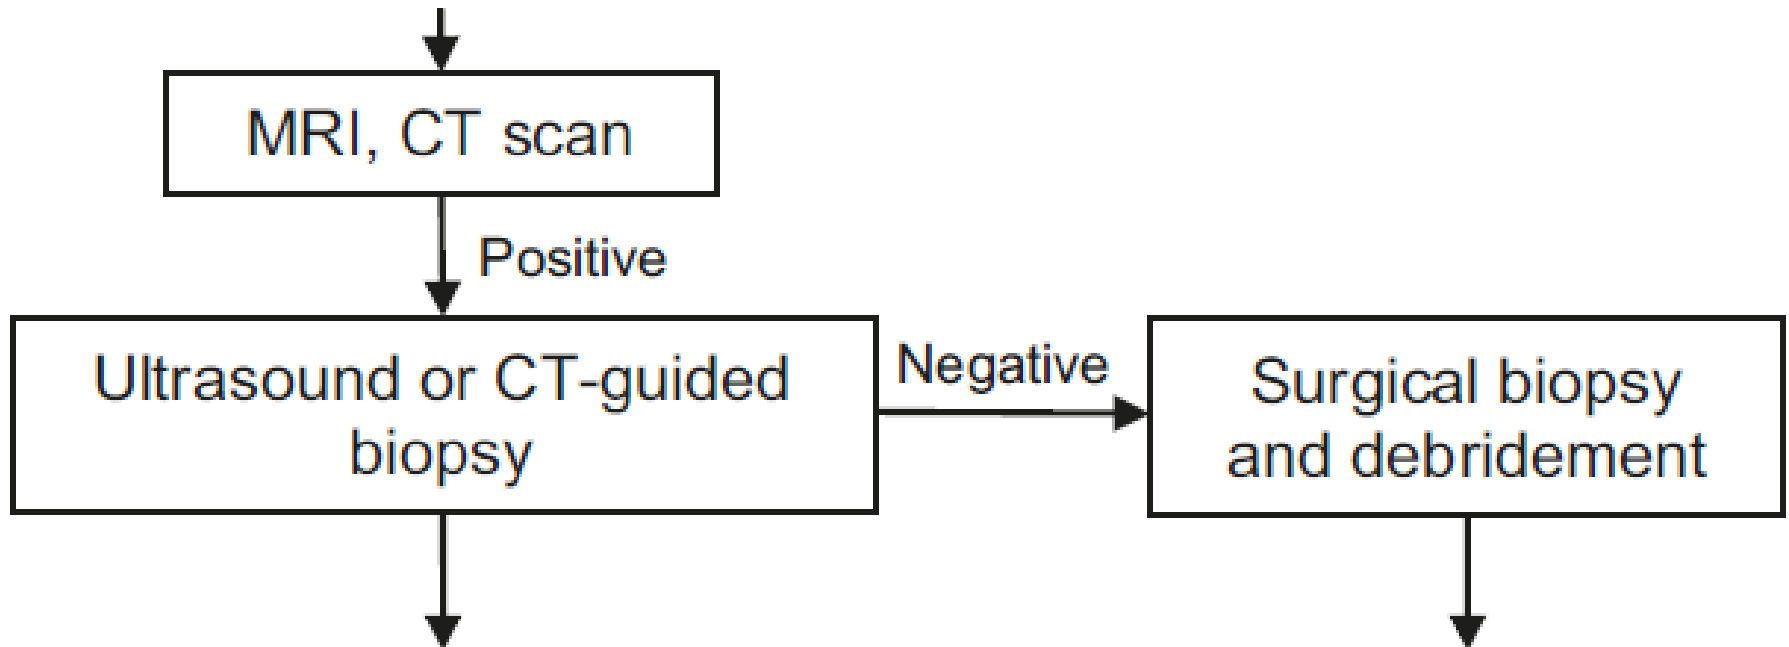 MRI, CT scan
Positive
Ultrasound or CT-guided
biopsy
Negative
Surgical biopsy
and debridement